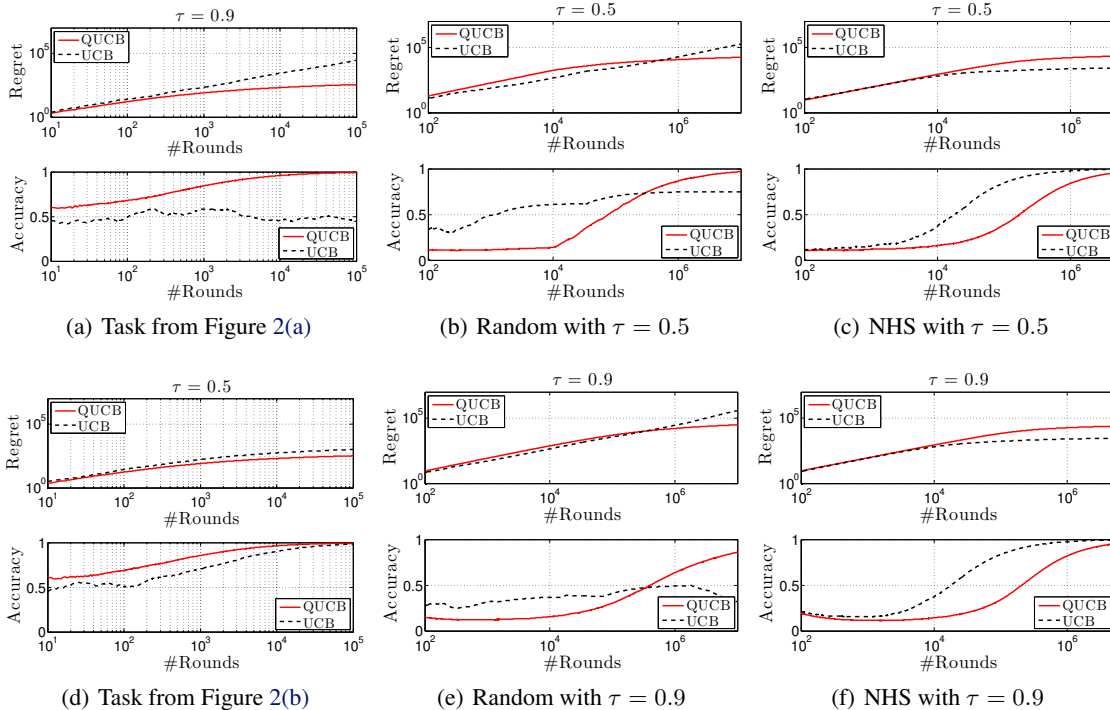 τ = 0.9
Regret
10^5
10^0
QUCB
UCB
10^1 10^2 10^3 10^4 10^5
#Rounds
Accuracy
1
0.5
0
QUCB
UCB
10^1 10^2 10^3 10^4 10^5
#Rounds
(a) Task from Figure 2(a)
τ = 0.5
Regret
10^5
10^0
QUCB
UCB
10^2 10^4 10^6
#Rounds
Accuracy
1
0.5
0
QUCB
UCB
10^2 10^4 10^6
#Rounds
(b) Random with τ = 0.5
τ = 0.5
Regret
10^5
10^0
QUCB
UCB
10^2 10^4 10^6
#Rounds
Accuracy
1
0.5
0
QUCB
UCB
10^2 10^4 10^6
#Rounds
(c) NHS with τ = 0.5
τ = 0.5
Regret
10^5
10^0
QUCB
UCB
10^1 10^2 10^3 10^4 10^5
#Rounds
Accuracy
1
0.5
0
QUCB
UCB
10^1 10^2 10^3 10^4 10^5
#Rounds
(d) Task from Figure 2(b)
τ = 0.9
Regret
10^5
10^0
QUCB
UCB
10^2 10^4 10^6
#Rounds
Accuracy
1
0.5
0
QUCB
UCB
10^2 10^4 10^6
#Rounds
(e) Random with τ = 0.9
τ = 0.9
Regret
10^5
10^0
QUCB
UCB
10^2 10^4 10^6
#Rounds
Accuracy
1
0.5
0
QUCB
UCB
10^2 10^4 10^6
#Rounds
(f) NHS with τ = 0.9